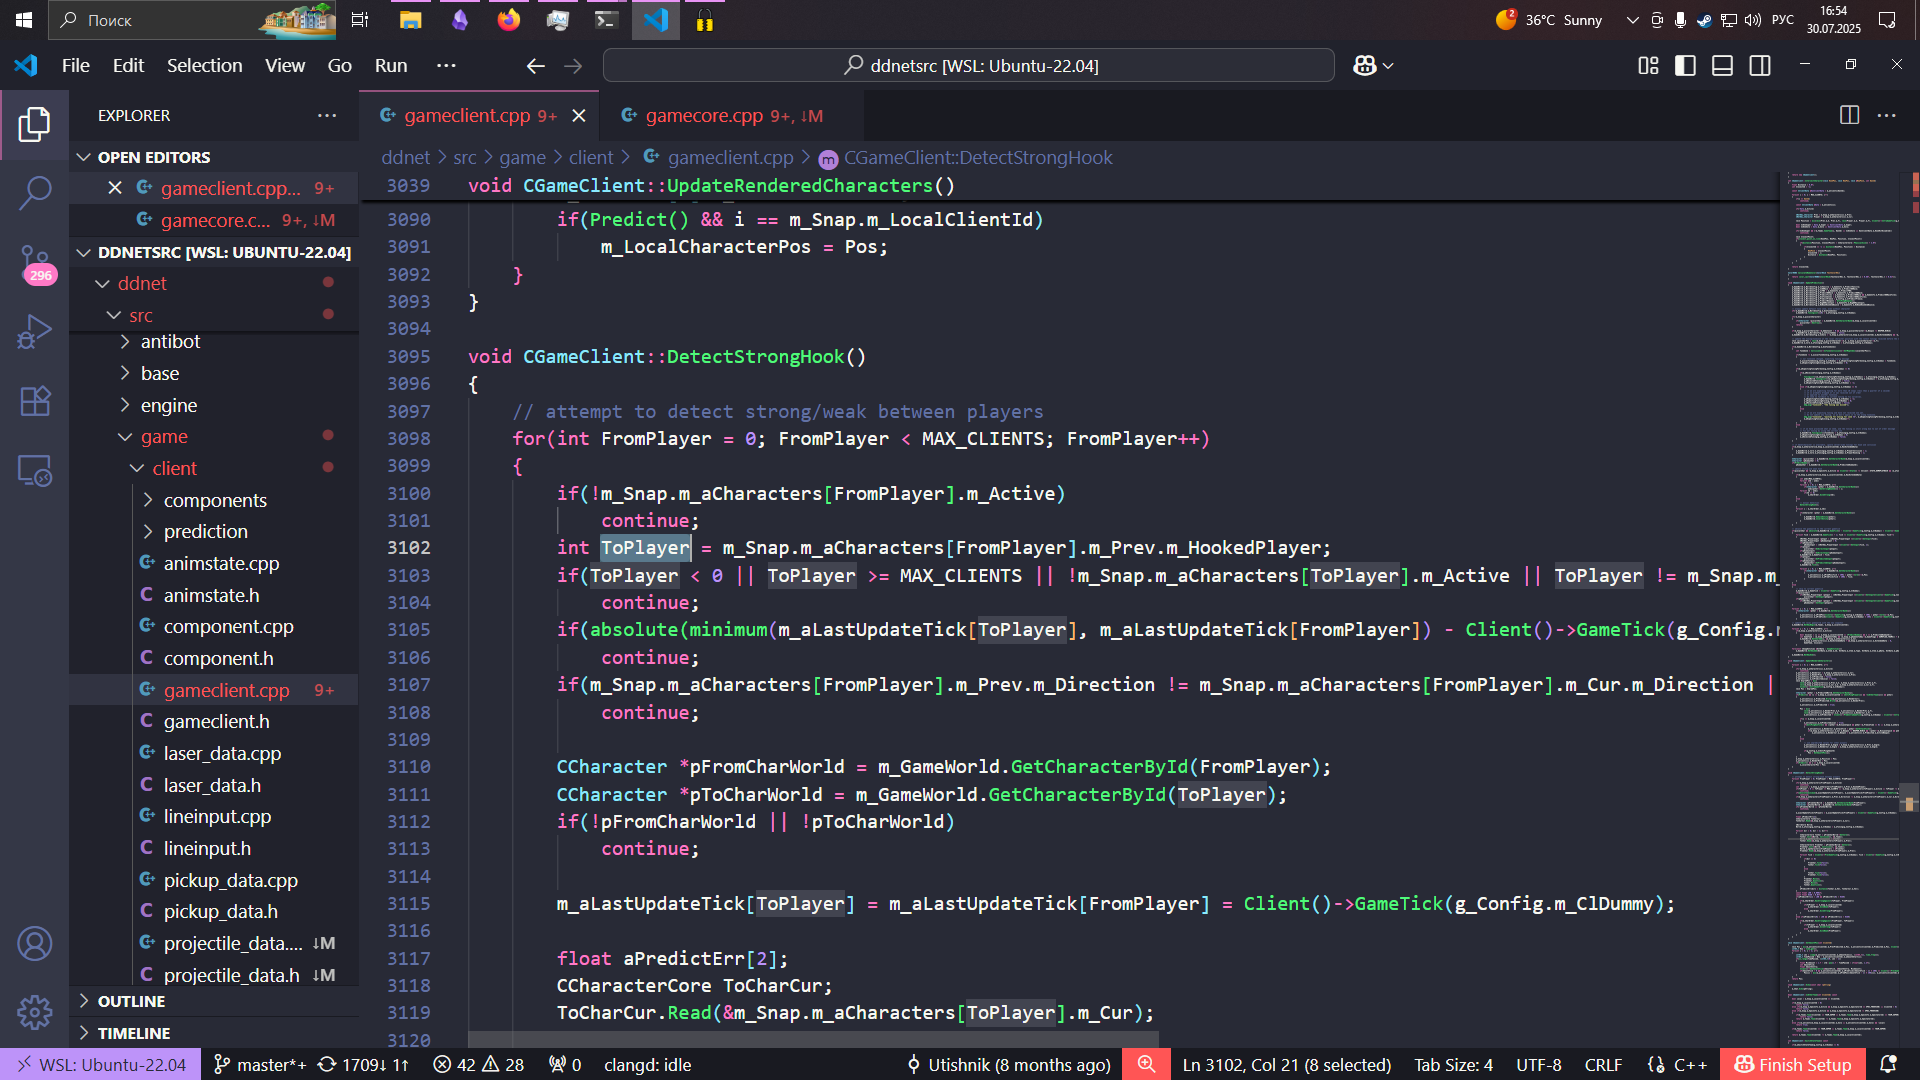 Поиск
2
36°C Sunny
РУС
16:54
30.07.2025
File Edit Selection View Go Run ···
ddnetsrc [WSL: Ubuntu-22.04]
EXPLORER
gameclient.cpp 9+
gamecore.cpp 9+, ↓M
OPEN EDITORS
gameclient.cpp... 9+
gamecore.c... 9+, ↓M
ddnet > src > game > client > gameclient.cpp > CGameClient::DetectStrongHook
DDNETSRC [WSL: UBUNTU-22.04]
296
ddnet
src
antibot
base
engine
game
client
components
prediction
animstate.cpp
animstate.h
component.cpp
component.h
gameclient.cpp 9+
gameclient.h
laser_data.cpp
laser_data.h
lineinput.cpp
lineinput.h
pickup_data.cpp
pickup_data.h
projectile_data.... ↓M
projectile_data.h ↓M
OUTLINE
TIMELINE
3039 void CGameClient::UpdateRenderedCharacters()
3090 if(Predict() && i == m_Snap.m_LocalClientId)
3091 m_LocalCharacterPos = Pos;
3092 }
3093 }
3094
3095 void CGameClient::DetectStrongHook()
3096 {
3097 // attempt to detect strong/weak between players
3098 for(int FromPlayer = 0; FromPlayer < MAX_CLIENTS; FromPlayer++)
3099 {
3100 if(!m_Snap.m_aCharacters[FromPlayer].m_Active)
3101 continue;
3102 int ToPlayer = m_Snap.m_aCharacters[FromPlayer].m_Prev.m_HookedPlayer;
3103 if(ToPlayer < 0 || ToPlayer >= MAX_CLIENTS || !m_Snap.m_aCharacters[ToPlayer].m_Active || ToPlayer != m_Snap.m_
3104 continue;
3105 if(absolute(minimum(m_aLastUpdateTick[ToPlayer], m_aLastUpdateTick[FromPlayer]) - Client()->GameTick(g_Config.
3106 continue;
3107 if(m_Snap.m_aCharacters[FromPlayer].m_Prev.m_Direction != m_Snap.m_aCharacters[FromPlayer].m_Cur.m_Direction |
3108 continue;
3109
3110 CCharacter *pFromCharWorld = m_GameWorld.GetCharacterById(FromPlayer);
3111 CCharacter *pToCharWorld = m_GameWorld.GetCharacterById(ToPlayer);
3112 if(!pFromCharWorld || !pToCharWorld)
3113 continue;
3114
3115 m_aLastUpdateTick[ToPlayer] = m_aLastUpdateTick[FromPlayer] = Client()->GameTick(g_Config.m_ClDummy);
3116
3117 float aPredictErr[2];
3118 CCharacterCore ToCharCur;
3119 ToCharCur.Read(&m_Snap.m_aCharacters[ToPlayer].m_Cur);
3120
WSL: Ubuntu-22.04 master*+ 1709↓ 1↑ 42 28 0 clangd: idle Utishnik (8 months ago) Ln 3102, Col 21 (8 selected) Tab Size: 4 UTF-8 CRLF {} C++ Finish Setup